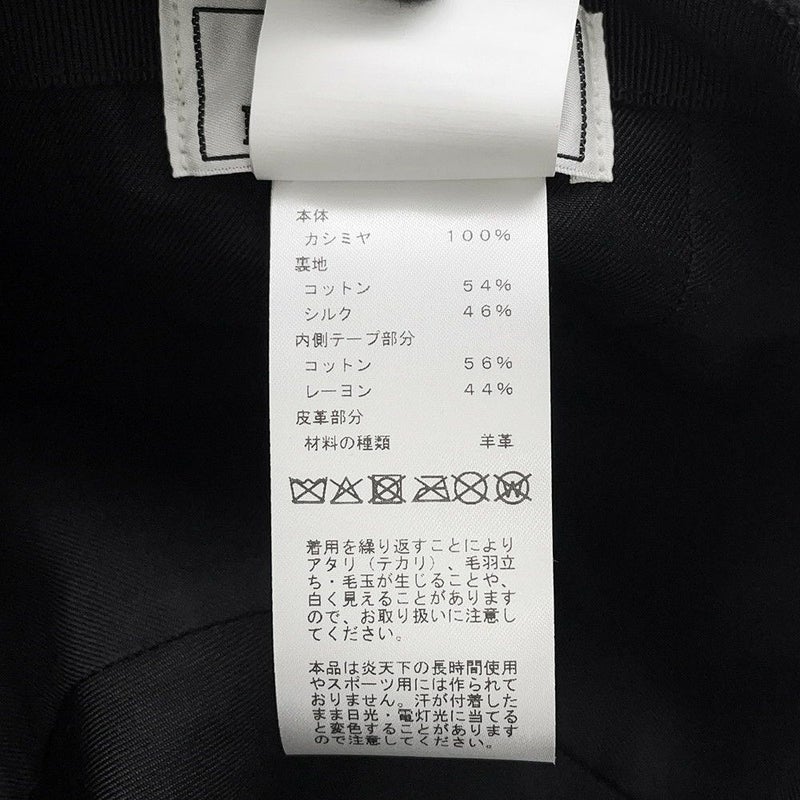 本体
カシミヤ 100%
裏地
コットン 54%
シルク 46%
内側テープ部分
コットン 56%
レーヨン 44%
皮革部分
材料の種類 羊革
W
着用を繰り返すことにより
アタリ（テカリ）、毛羽立
ち・毛玉が生じることや、
白く見えることがあります
ので、お取り扱いに注意し
てください。
本品は炎天下の長時間使用
やスポーツ用には作られて
おりません。汗が付着した
まま日光・電灯光に当てる
と変色することがあります
ので注意してください。